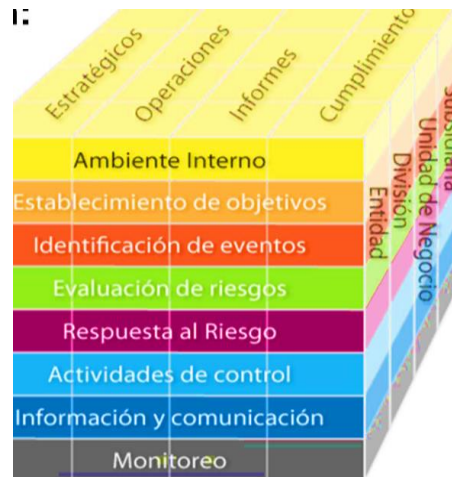 Estratégicos
Operaciones
Informes
Cumplimiento
Ambiente Interno
Establecimiento de objetivos
Identificación de eventos
Evaluación de riesgos
Respuesta al Riesgo
Actividades de control
Información y comunicación
Monitoreo
Entidad
División
Unidad de Negocio
Subsidiaria